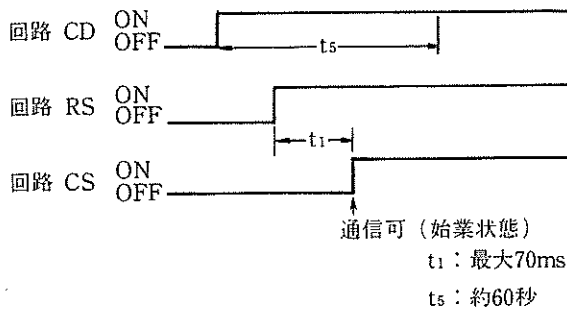 回路 CD ON
OFF
t5
回路 RS ON
OFF
t1
回路 CS ON
OFF
通信可（始業状態）
t1：最大70ms
t5：約60秒